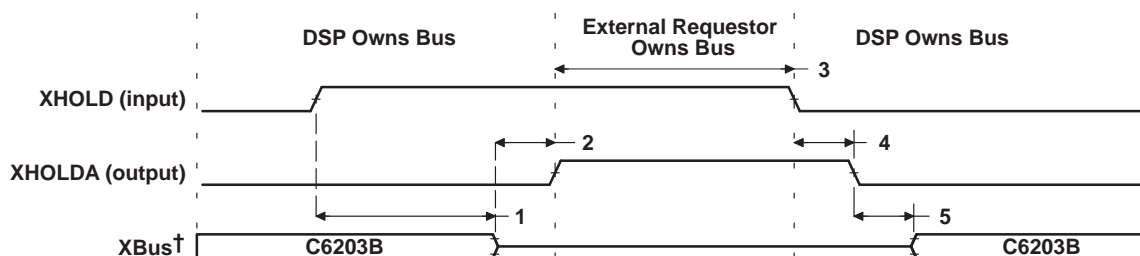 DSP Owns Bus
External Requestor
Owns Bus
DSP Owns Bus
3
XHOLD (input)
2
4
XHOLDA (output)
1
5
XBus†
C6203B
C6203B